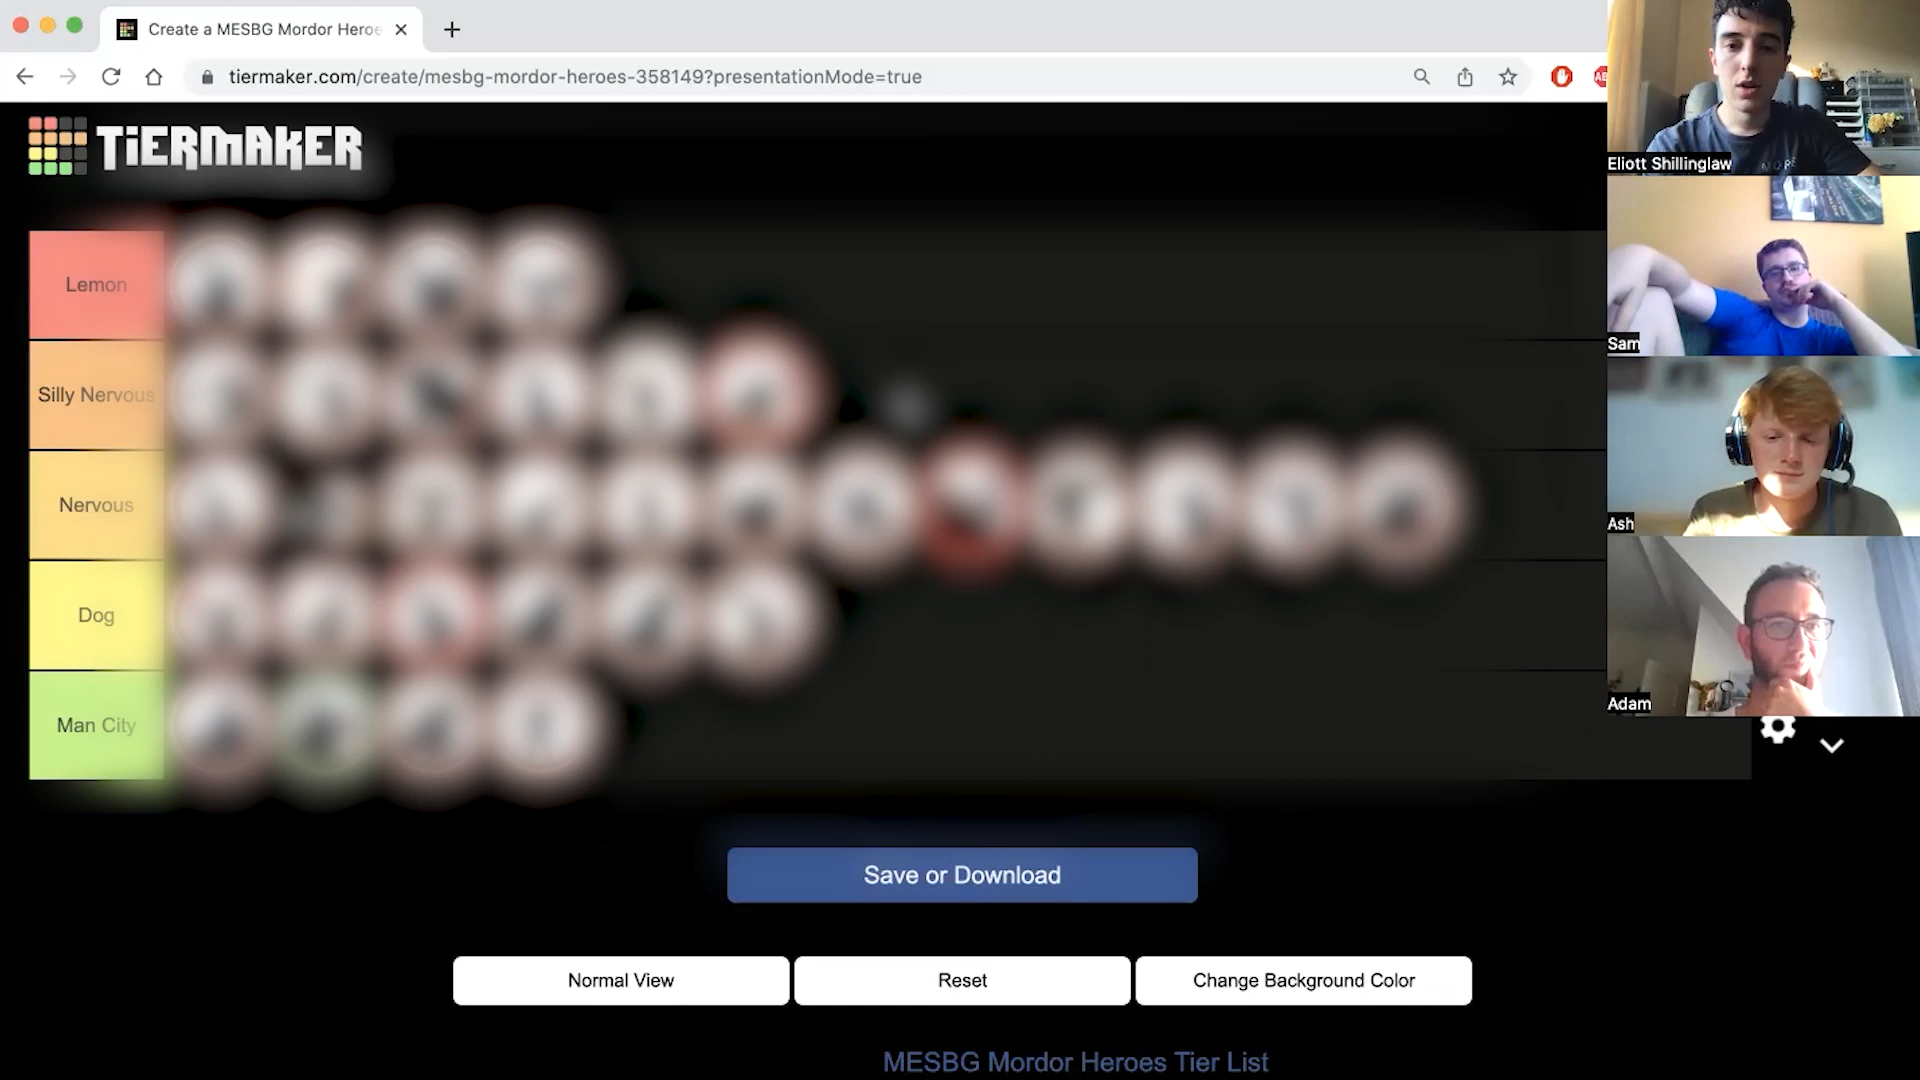 Create a MESBG Mordor Heroe
tiermaker.com/create/mesbg-mordor-heroes-358149?presentationMode=true
TiERMAKER
Lemon
Silly Nervous
Nervous
Dog
Man City
Save or Download
Normal View
Reset
Change Background Color
MESBG Mordor Heroes Tier List
Eliott Shillinglaw
Sam
Ash
Adam